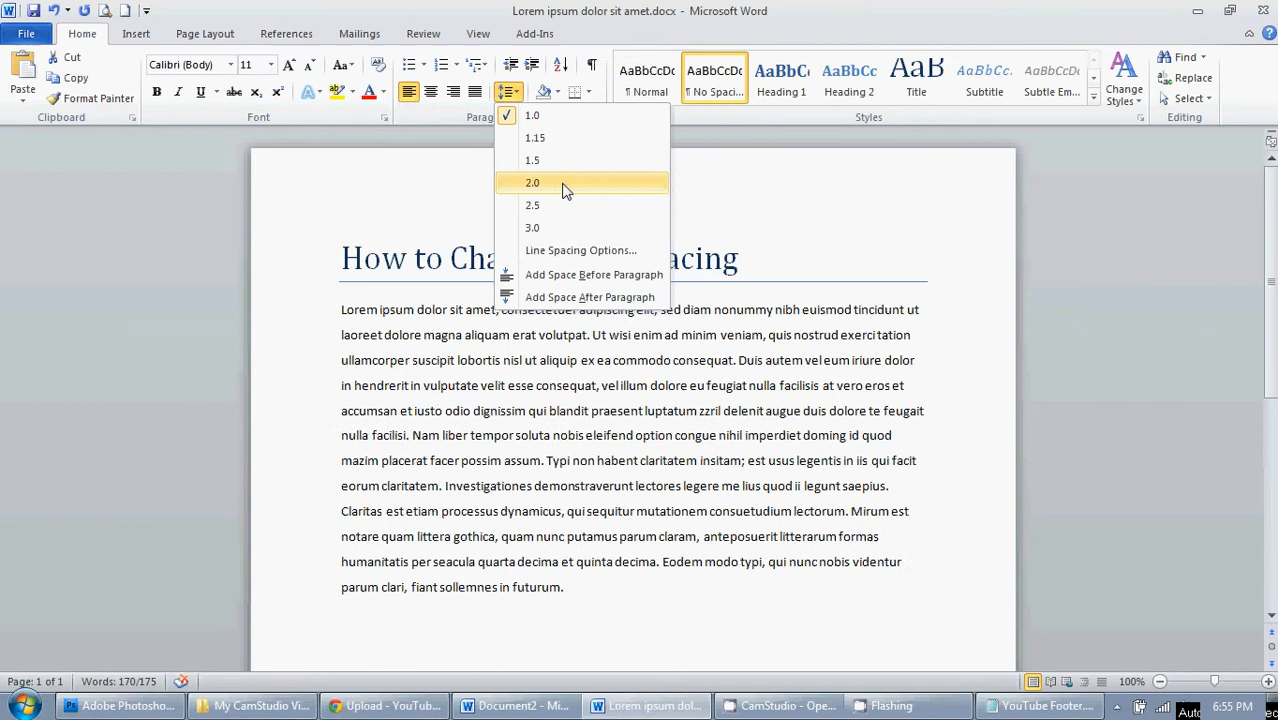 Lorem ipsum dolor sit amet.docx - Microsoft Word
File Home Insert Page Layout References Mailings Review View Add-Ins
Paste
Cut
Copy
Format Painter
Clipboard
Calibri (Body) 11
Font
AaBbCcDc
¶ Normal
AaBbCcDc
¶ No Spaci...
AaBbCc
Heading 1
AaBbCc
Heading 2
AaB
Title
AaBbCc.
Subtitle
AaBbCcDc
Subtle Em...
Change Styles
Styles
Find
Replace
Select
Editing
1.0
1.15
1.5
2.0
2.5
3.0
Line Spacing Options...
Add Space Before Paragraph
Add Space After Paragraph
How to Cha acing
Lorem ipsum dolor sit amet, consectetuer adipiscing elit, sed diam nonummy nibh euismod tincidunt ut
laoreet dolore magna aliquam erat volutpat. Ut wisi enim ad minim veniam, quis nostrud exerci tation
ullamcorper suscipit lobortis nisl ut aliquip ex ea commodo consequat. Duis autem vel eum iriure dolor
in hendrerit in vulputate velit esse consequat, vel illum dolore eu feugiat nulla facilisis at vero eros et
accumsan et iusto odio dignissim qui blandit praesent luptatum zzril delenit augue duis dolore te feugait
nulla facilisi. Nam liber tempor soluta nobis eleifend option congue nihil imperdiet doming id quod
mazim placerat facer possim assum. Typi non habent claritatem insitam; est usus legentis in iis qui facit
eorum claritatem. Investigationes demonstraverunt lectores legere me lius quod ii legunt saepius.
Claritas est etiam processus dynamicus, qui sequitur mutationem consuetudium lectorum. Mirum est
notare quam littera gothica, quam nunc putamus parum claram, anteposuerit litterarum formas
humanitatis per seacula quarta decima et quinta decima. Eodem modo typi, qui nunc nobis videntur
parum clari, fiant sollemnes in futurum.
Page: 1 of 1 Words: 170/175 100%
Adobe Photosho... My CamStudio Vi... Upload - YouTub... Document2 - Mi... Lorem ipsum dol... CamStudio - Ope... Flashing YouTube Footer... 6:55 PM